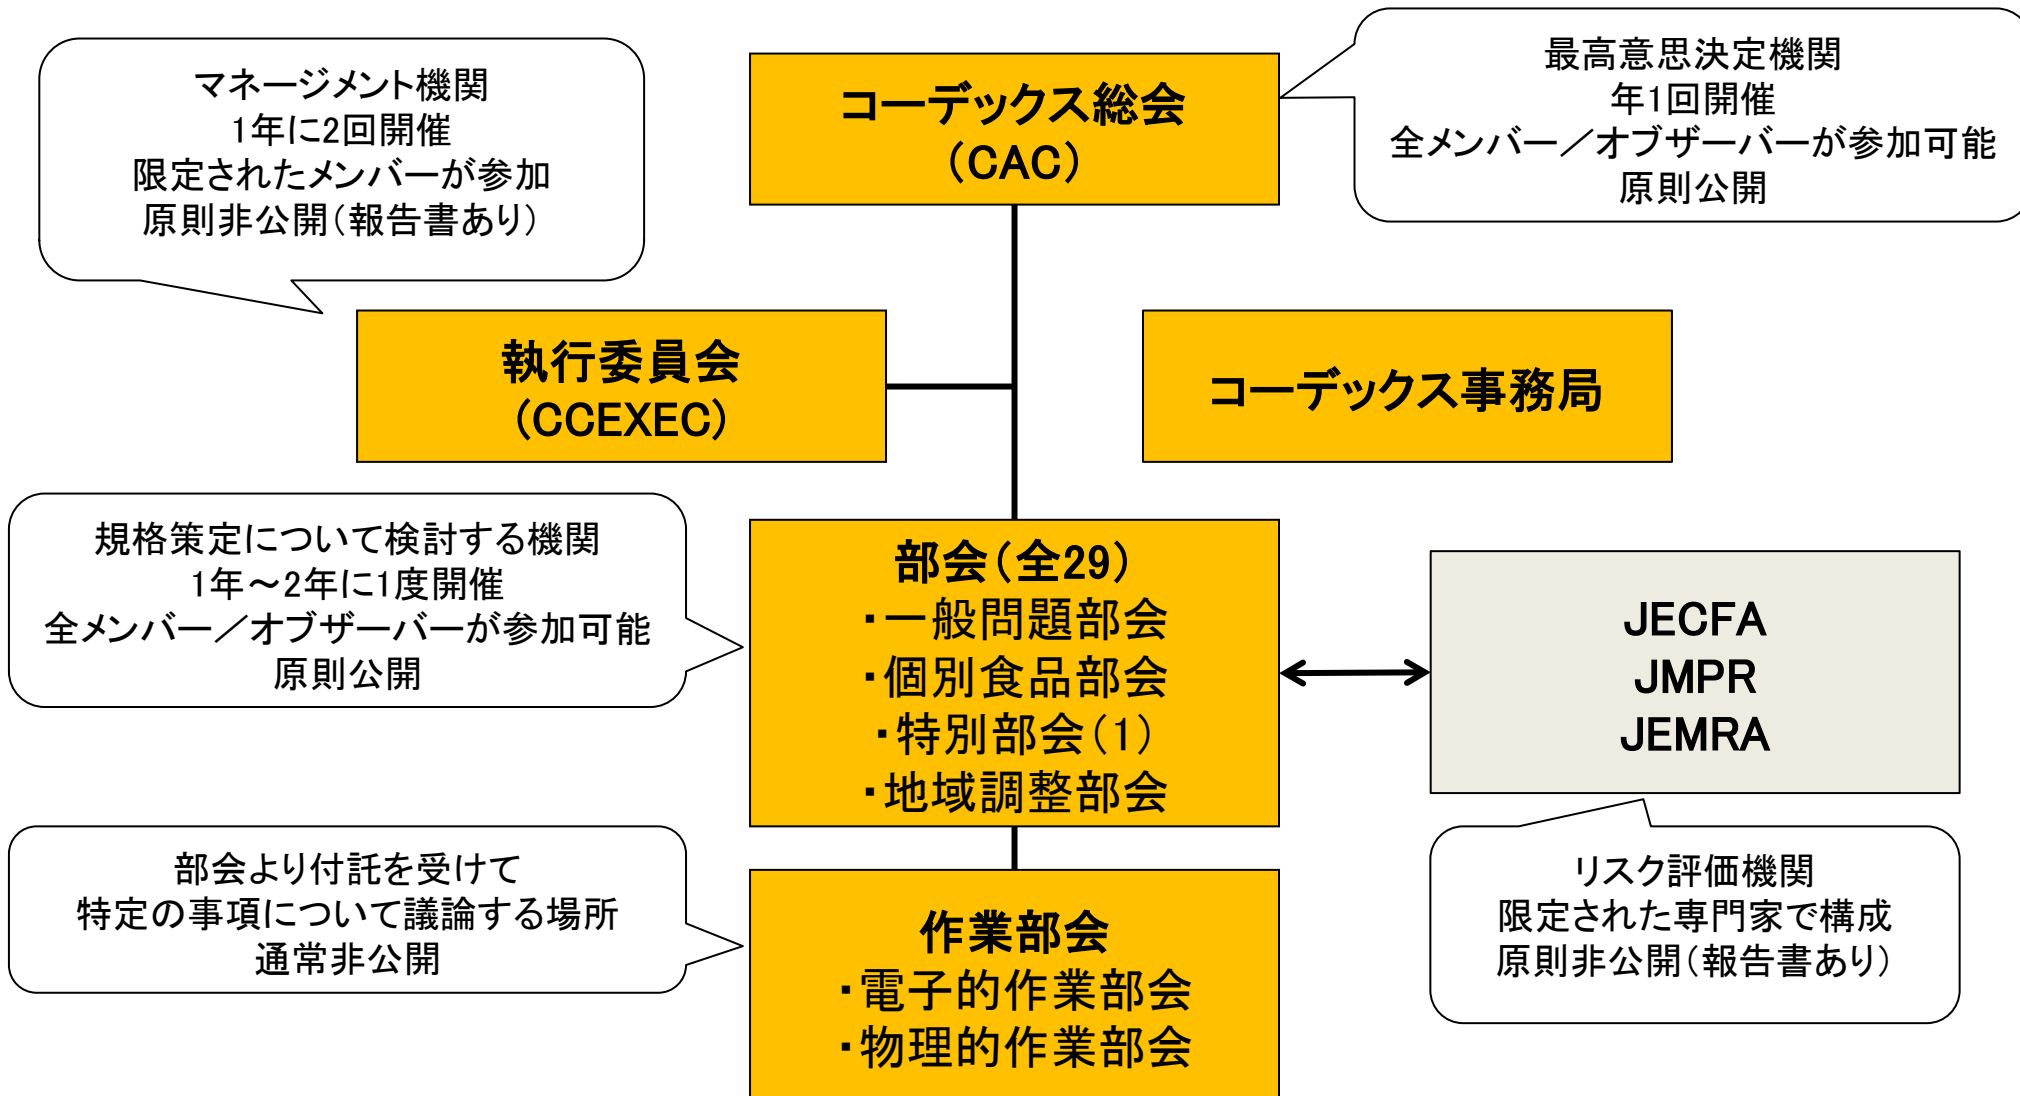 マネージメント機関
1年に2回開催
限定されたメンバーが参加
原則非公開（報告書あり）
コーデックス総会
（CAC）
最高意思決定機関
年1回開催
全メンバー／オブザーバーが参加可能
原則公開
執行委員会
（CCEXEC）
コーデックス事務局
規格策定について検討する機関
1年～2年に1度開催
全メンバー／オブザーバーが参加可能
原則公開
部会（全29）
・一般問題部会
・個別食品部会
・特別部会（1）
・地域調整部会
JECFA
JMPR
JEMRA
部会より付託を受けて
特定の事項について議論する場所
通常非公開
作業部会
・電子的作業部会
・物理的作業部会
リスク評価機関
限定された専門家で構成
原則非公開（報告書あり）